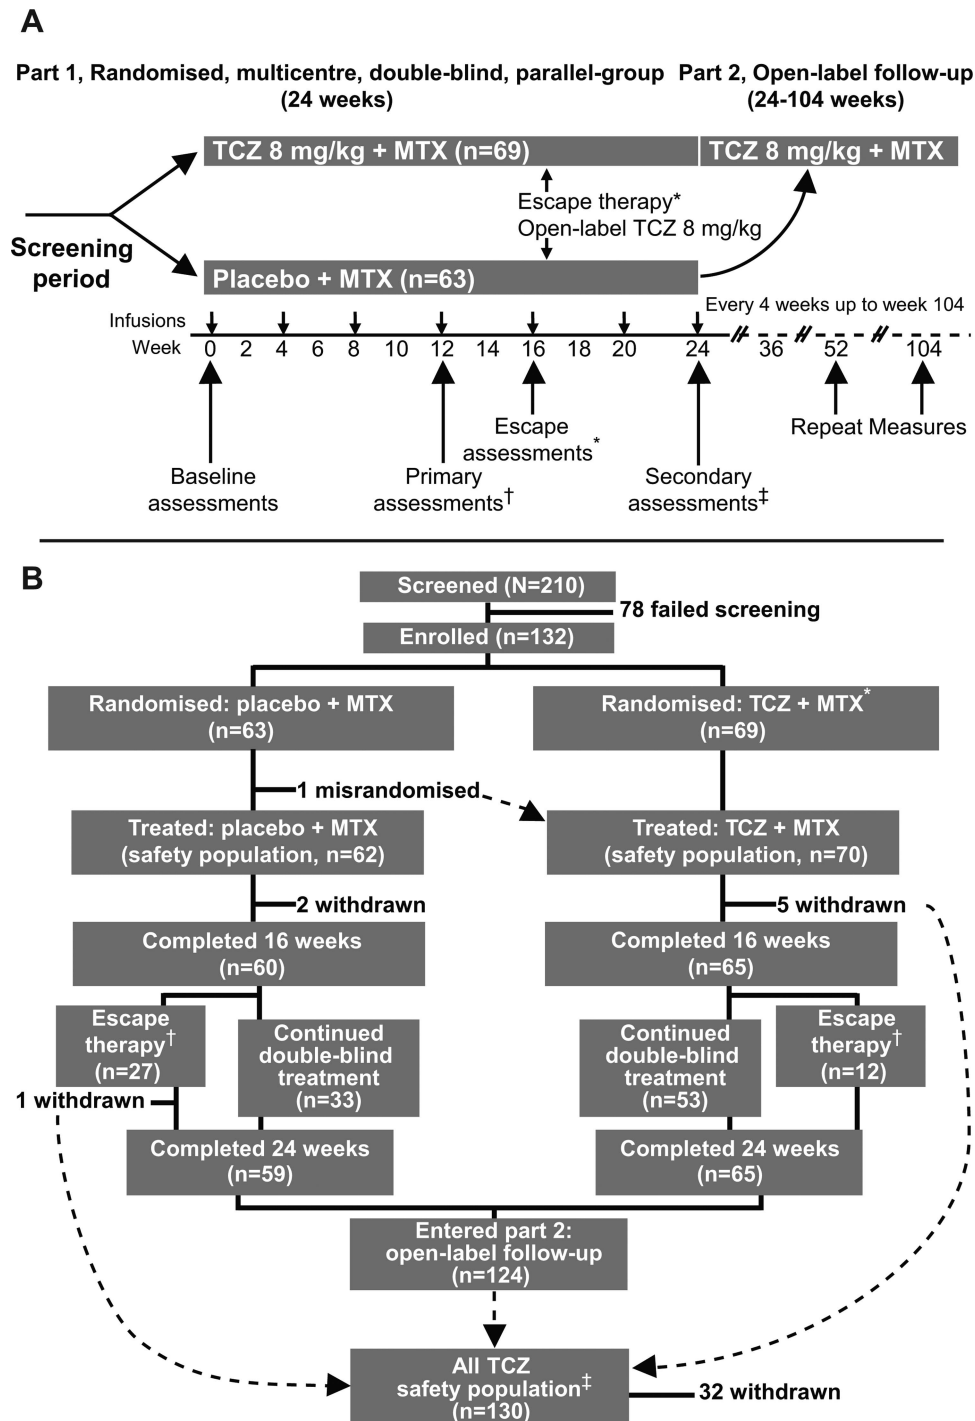 A
Part 1, Randomised, multicentre, double-blind, parallel-group
(24 weeks)
Part 2, Open-label follow-up
(24-104 weeks)
TCZ 8 mg/kg + MTX (n=69)
TCZ 8 mg/kg + MTX
Escape therapy*
Open-label TCZ 8 mg/kg
Screening
period
Placebo + MTX (n=63)
Every 4 weeks up to week 104
Infusions
Week 0 2 4 6 8 10 12 14 16 18 20 24 36 52 104
Baseline
assessments
Primary
assessments†
Escape
assessments*
Secondary
assessments‡
Repeat Measures
B
Screened (N=210)
78 failed screening
Enrolled (n=132)
Randomised: placebo + MTX
(n=63)
Randomised: TCZ + MTX*
(n=69)
1 misrandomised
Treated: placebo + MTX
(safety population, n=62)
Treated: TCZ + MTX
(safety population, n=70)
2 withdrawn
5 withdrawn
Completed 16 weeks
(n=60)
Completed 16 weeks
(n=65)
Escape
therapy†
(n=27)
Continued
double-blind
treatment
(n=33)
Continued
double-blind
treatment
(n=53)
Escape
therapy†
(n=12)
1 withdrawn
Completed 24 weeks
(n=59)
Completed 24 weeks
(n=65)
Entered part 2:
open-label follow-up
(n=124)
All TCZ
safety population‡
(n=130)
32 withdrawn